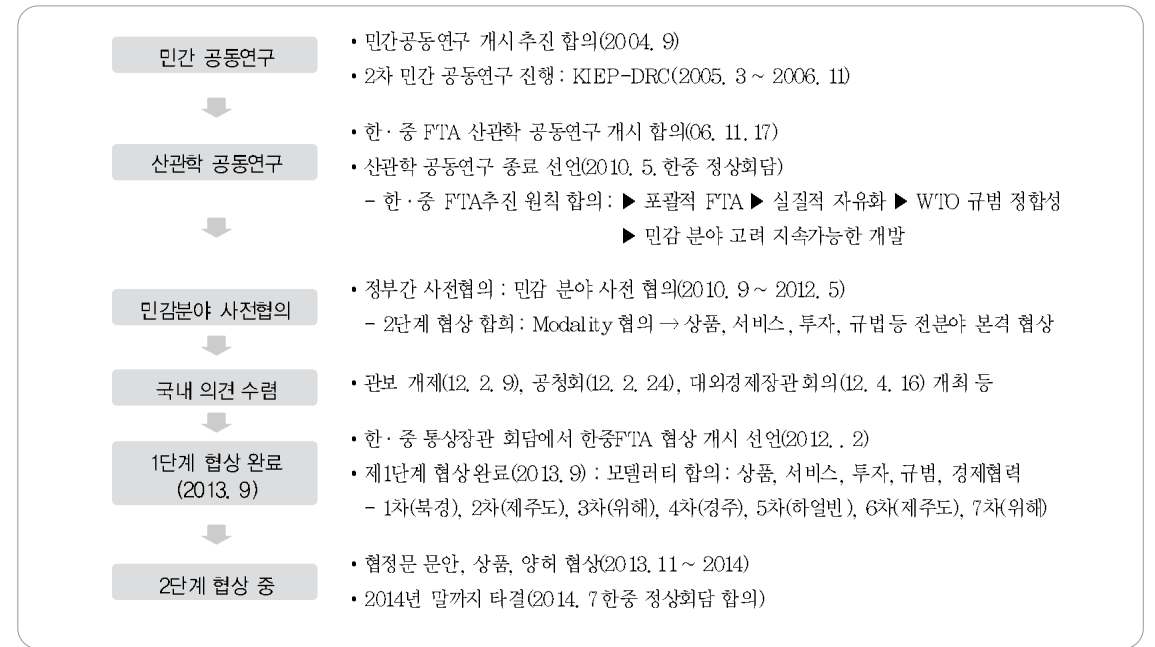 민간 공동연구
• 민간공동연구 개시 추진 합의(2004. 9)
• 2차 민간 공동연구 진행 : KIEP-DRC(2005. 3 ~ 2006. 11)
산관학 공동연구
• 한 · 중 FTA 산관학 공동연구 개시 합의(06. 11. 17)
• 산관학 공동연구 종료 선언(2010. 5. 한중 정상회담)
- 한 · 중 FTA추진 원칙 합의 : ▶ 포괄적 FTA ▶ 실질적 자유화 ▶ WTO 규범 정합성
▶ 민감 분야 고려 지속가능한 개발
민감분야 사전협의
• 정부간 사전협의 : 민감 분야 사전 협의(2010. 9 ~ 2012. 5)
- 2단계 협상 합희 : Modality 협의 → 상품, 서비스, 투자, 규법등 전분야 본격 협상
국내 의견 수렴
• 관보 개재(12. 2. 9), 공청회(12. 2. 24), 대외경제장관회의(12. 4. 16) 개최 등
1단계 협상 완료
(2013. 9)
• 한 · 중 통상장관 회담에서 한중FTA 협상 개시 선언(2012. . 2)
• 제1단계 협상완료(2013. 9) : 모델러티 합의 : 상품, 서비스, 투자, 규범, 경제협력
- 1차(북경), 2차(제주도), 3차(위해), 4차(경주), 5차(하얼빈), 6차(제주도), 7차(위해)
2단계 협상 중
• 협정문 문안, 상품, 양허 협상(2013. 11 ~ 2014)
• 2014년 말까지 타결(2014. 7 한중 정상회담 합의)